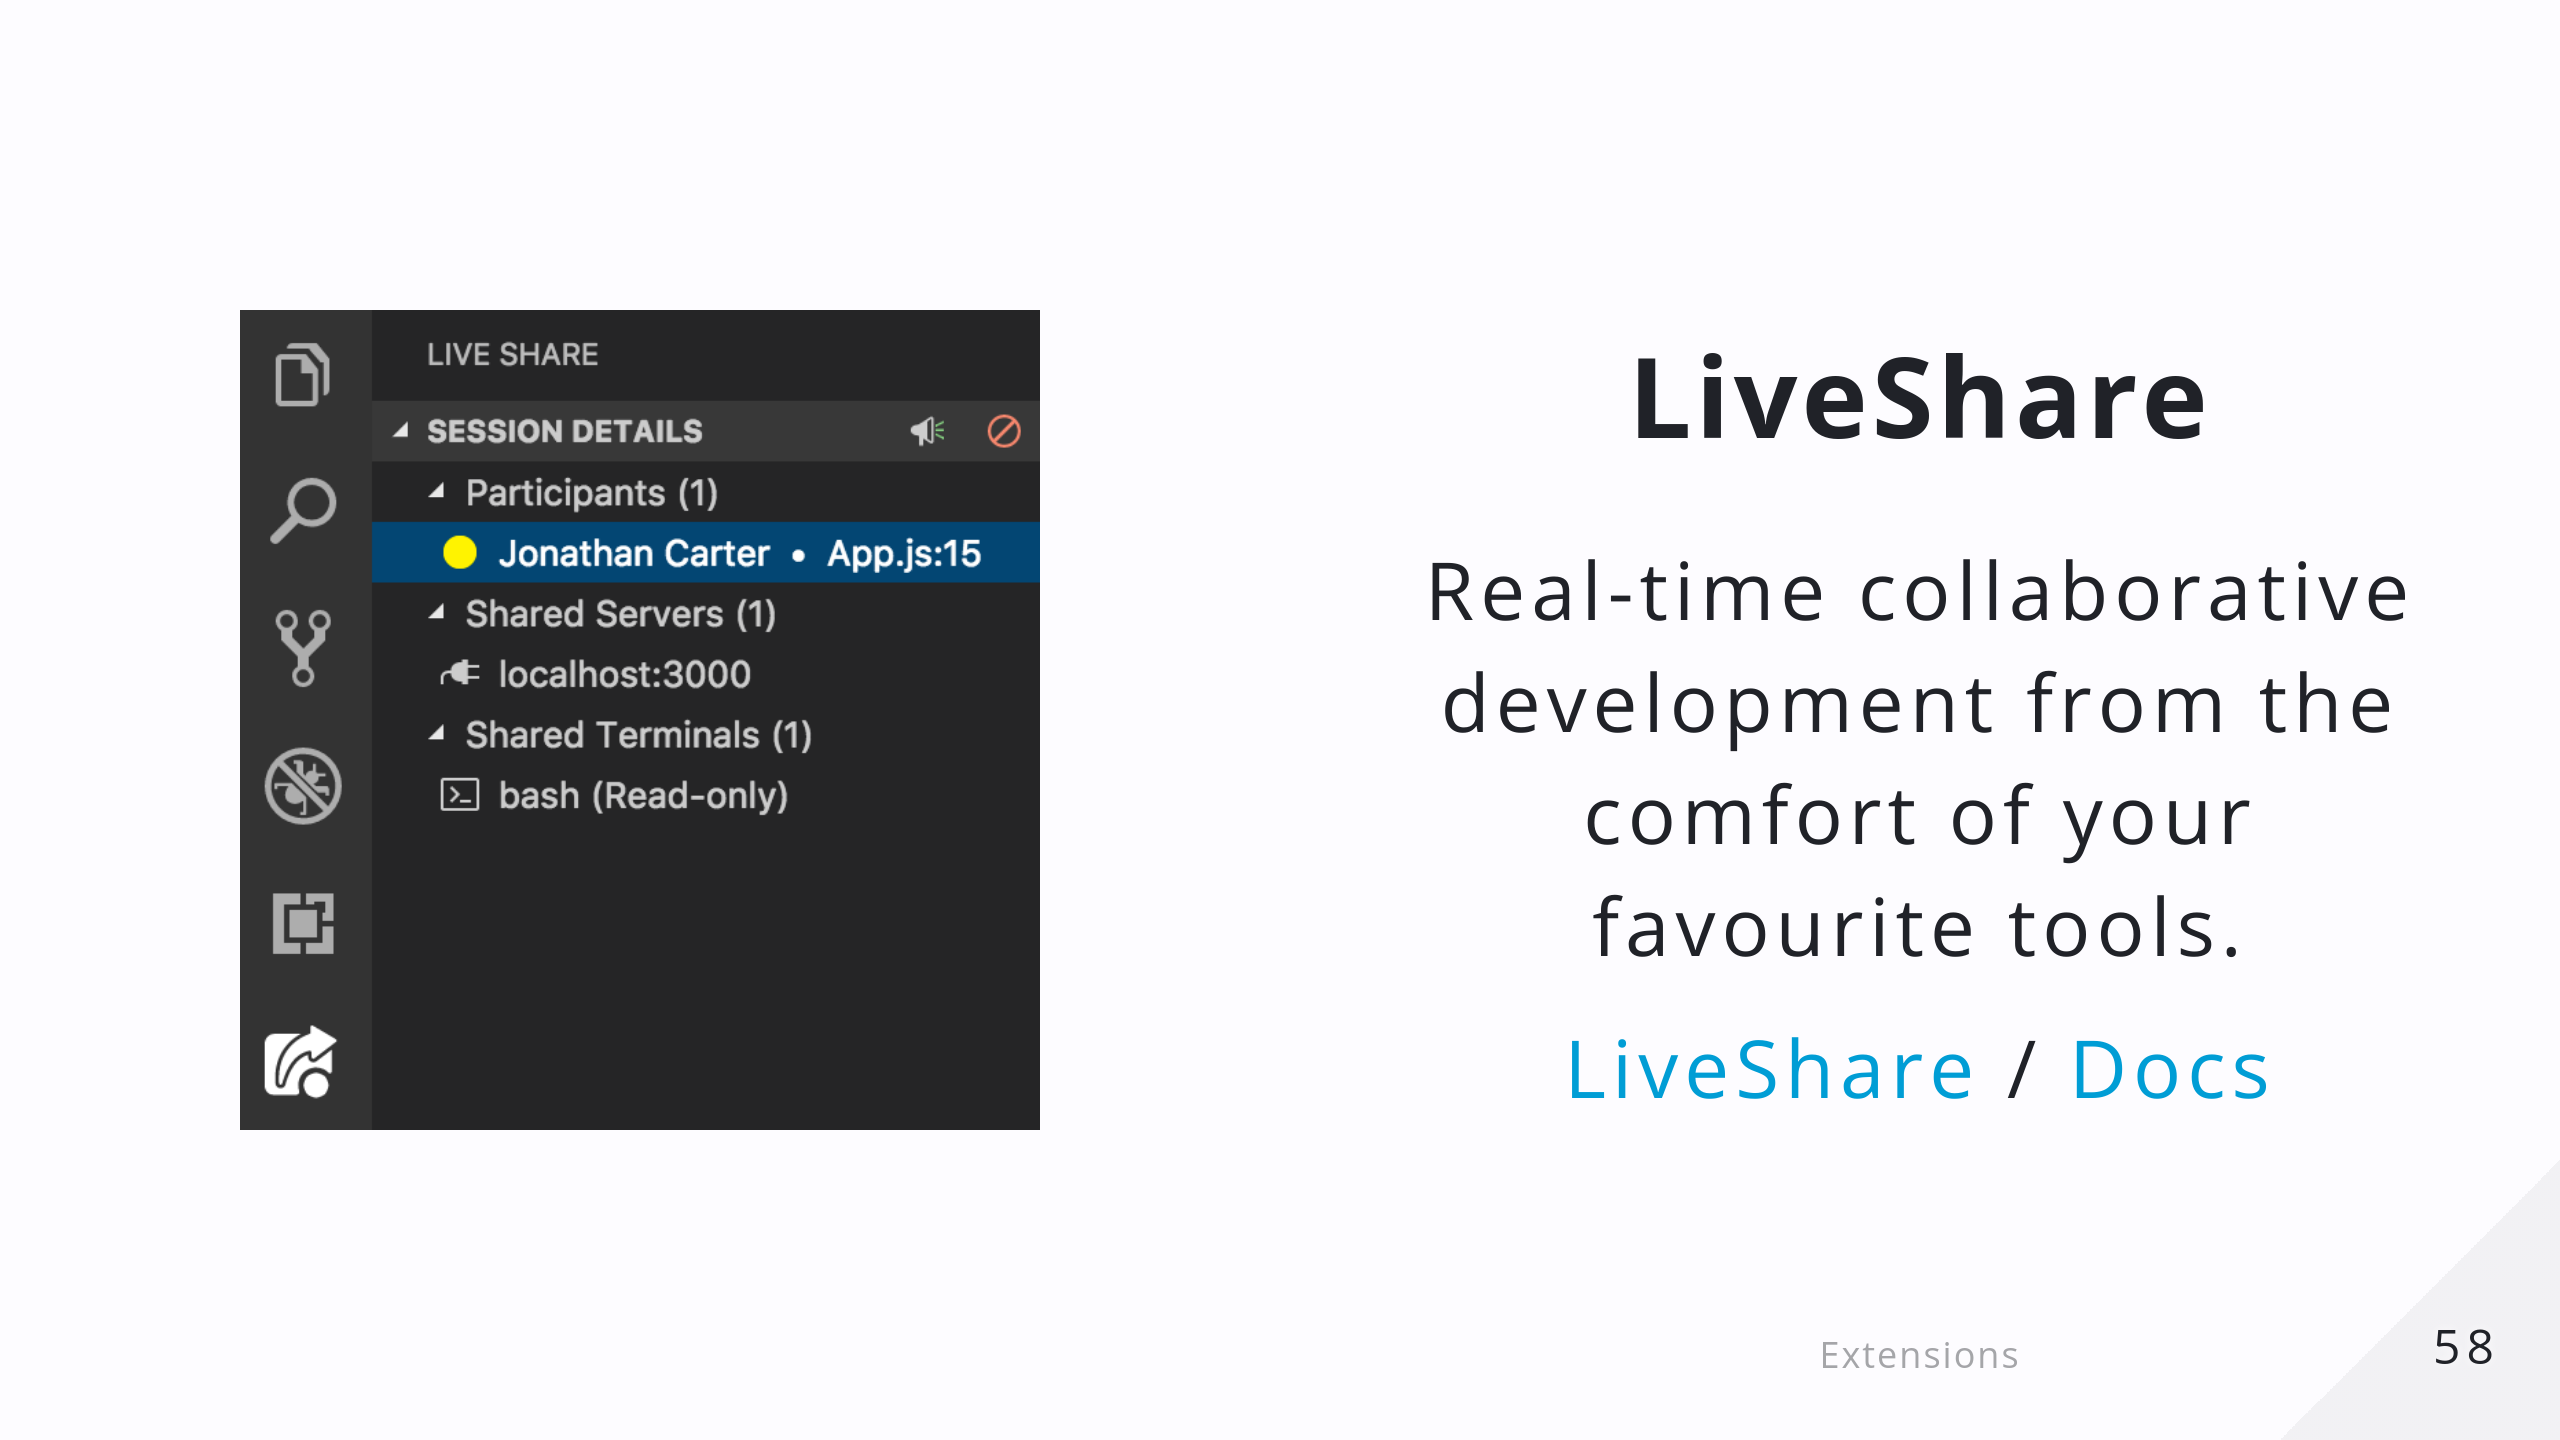 LIVE SHARE
SESSION DETAILS
Participants (1)
Jonathan Carter • App.js:15
Shared Servers (1)
localhost:3000
Shared Terminals (1)
bash (Read-only)
LiveShare
Real-time collaborative
development from the
comfort of your
favourite tools.
LiveShare / Docs
Extensions
58